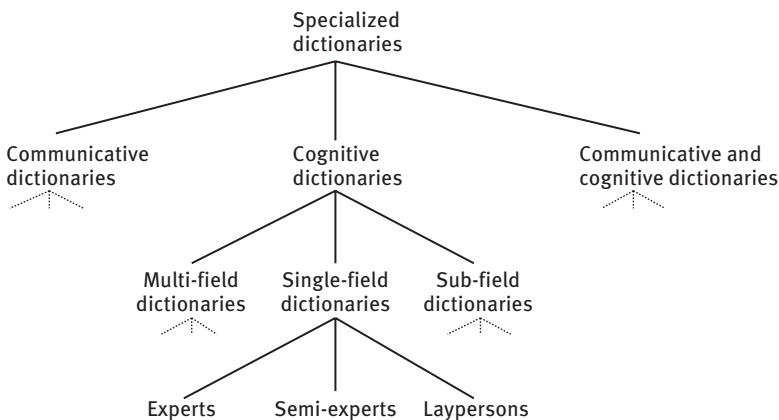 Specialized
dictionaries
Communicative
dictionaries
Cognitive
dictionaries
Communicative and
cognitive dictionaries
Multi-field
dictionaries
Single-field
dictionaries
Sub-field
dictionaries
Experts
Semi-experts
Laypersons